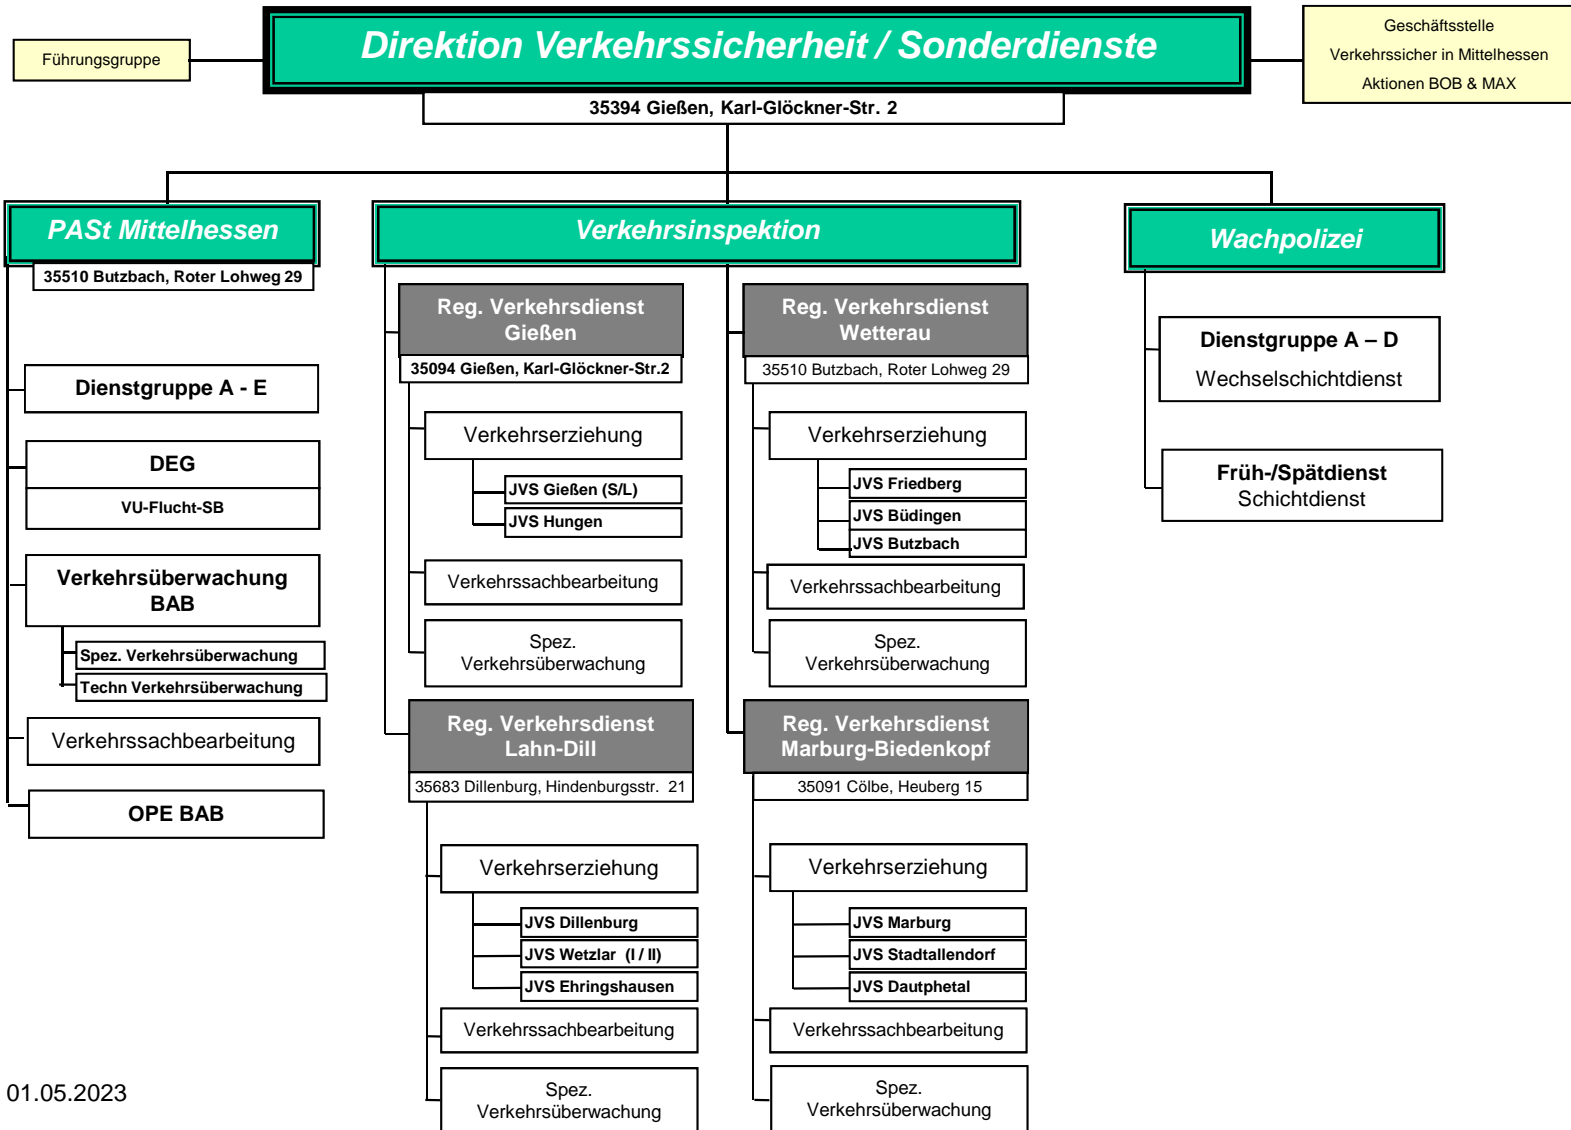 Führungsgruppe
Direktion Verkehrssicherheit / Sonderdienste
35394 Gießen, Karl-Glöckner-Str. 2
Geschäftsstelle
Verkehrssicher in Mittelhessen
Aktionen BOB & MAX
PASt Mittelhessen
35510 Butzbach, Roter Lohweg 29
Dienstgruppe A - E
DEG
VU-Flucht-SB
Verkehrsüberwachung
BAB
Spez. Verkehrsüberwachung
Techn Verkehrsüberwachung
Verkehrssachbearbeitung
OPE BAB
Verkehrsinspektion
Reg. Verkehrsdienst
Gießen
35094 Gießen, Karl-Glöckner-Str.2
Verkehrserziehung
JVS Gießen (S/L)
JVS Hungen
Verkehrssachbearbeitung
Spez.
Verkehrsüberwachung
Reg. Verkehrsdienst
Lahn-Dill
35683 Dillenburg, Hindenburgsstr. 21
Verkehrserziehung
JVS Dillenburg
JVS Wetzlar (I / II)
JVS Ehringshausen
Verkehrssachbearbeitung
Spez.
Verkehrsüberwachung
Reg. Verkehrsdienst
Wetterau
35510 Butzbach, Roter Lohweg 29
Verkehrserziehung
JVS Friedberg
JVS Büdingen
JVS Butzbach
Verkehrssachbearbeitung
Spez.
Verkehrsüberwachung
Reg. Verkehrsdienst
Marburg-Biedenkopf
35091 Cölbe, Heuberg 15
Verkehrserziehung
JVS Marburg
JVS Stadtallendorf
JVS Dautphetal
Verkehrssachbearbeitung
Spez.
Verkehrsüberwachung
Wachpolizei
Dienstgruppe A – D
Wechselschichtdienst
Früh-/Spätdienst
Schichtdienst
01.05.2023